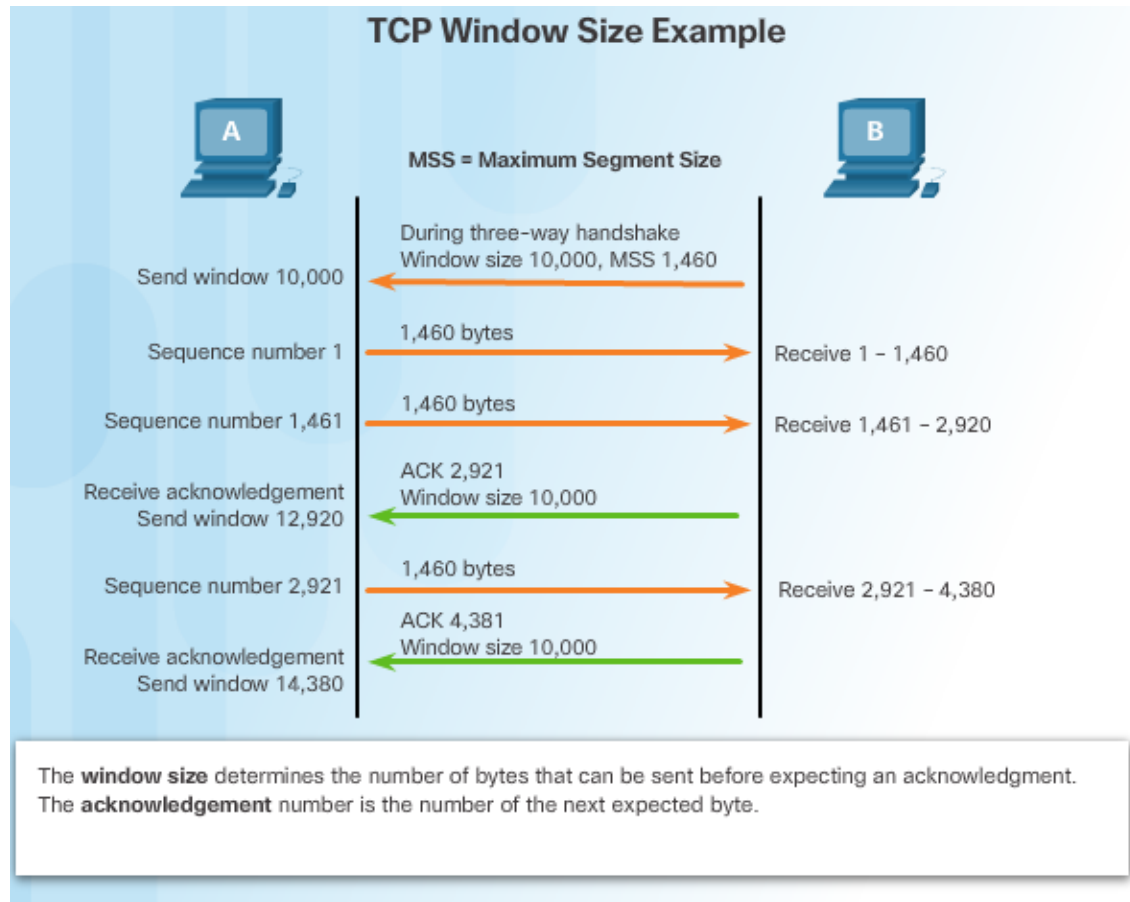 TCP Window Size Example
A
B
MSS = Maximum Segment Size
During three-way handshake
Window size 10,000, MSS 1,460
Send window 10,000
1,460 bytes
Sequence number 1
Receive 1 – 1,460
1,460 bytes
Sequence number 1,461
Receive 1,461 – 2,920
ACK 2,921
Window size 10,000
Receive acknowledgement
Send window 12,920
1,460 bytes
Sequence number 2,921
Receive 2,921 – 4,380
ACK 4,381
Window size 10,000
Receive acknowledgement
Send window 14,380
The window size determines the number of bytes that can be sent before expecting an acknowledgment.
The acknowledgement number is the number of the next expected byte.